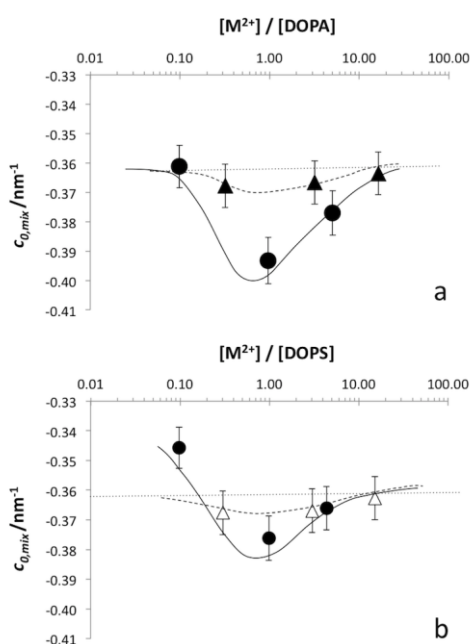 [M²⁺] / [DOPA]
0.01 0.10 1.00 10.00 100.00
-0.33
-0.34
-0.35
-0.36
-0.37
-0.38
-0.39
-0.40
-0.41
c₀,mix /nm⁻¹
a
[M²⁺] / [DOPS]
0.01 0.10 1.00 10.00 100.00
-0.33
-0.34
-0.35
-0.36
-0.37
-0.38
-0.39
-0.40
-0.41
c₀,mix /nm⁻¹
b